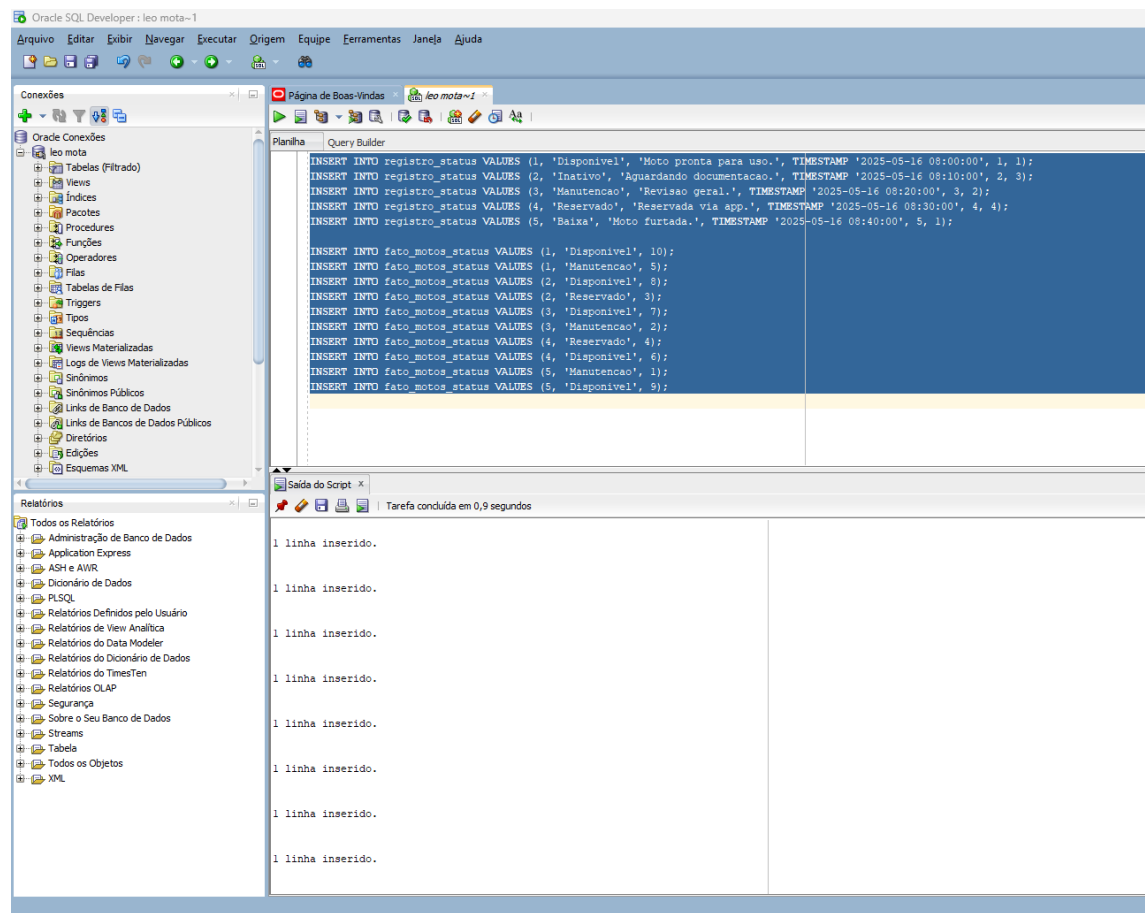 Oracle SQL Developer : leo mota~1
Arquivo Editar Exibir Navegar Executar Origem Equipe Ferramentas Janela Ajuda
Conexões
Oracle Conexões
leo mota
Tabelas (Filtrado)
Views
Índices
Pacotes
Procedures
Funções
Operadores
Filas
Tabelas de Filas
Triggers
Tipos
Sequências
Views Materializadas
Logs de Views Materializadas
Sinônimos
Sinônimos Públicos
Links de Banco de Dados
Links de Bancos de Dados Públicos
Diretórios
Edições
Esquemas XML
Relatórios
Todos os Relatórios
Administração de Banco de Dados
Application Express
ASH e AWR
Dicionário de Dados
PLSQL
Relatórios Definidos pelo Usuário
Relatórios de View Analítica
Relatórios do Data Modeler
Relatórios do Dicionário de Dados
Relatórios do TimesTen
Relatórios OLAP
Segurança
Sobre o Seu Banco de Dados
Streams
Tabela
Todos os Objetos
XML
Página de Boas-Vindas leo mota~1
Planilha Query Builder
INSERT INTO registro_status VALUES (1, 'Disponivel', 'Moto pronta para uso.', TIMESTAMP '2025-05-16 08:00:00', 1, 1);
INSERT INTO registro_status VALUES (2, 'Inativo', 'Aguardando documentacao.', TIMESTAMP '2025-05-16 08:10:00', 2, 3);
INSERT INTO registro_status VALUES (3, 'Manutencao', 'Revisao geral.', TIMESTAMP '2025-05-16 08:20:00', 3, 2);
INSERT INTO registro_status VALUES (4, 'Reservado', 'Reservada via app.', TIMESTAMP '2025-05-16 08:30:00', 4, 4);
INSERT INTO registro_status VALUES (5, 'Baixa', 'Moto furtada.', TIMESTAMP '2025-05-16 08:40:00', 5, 1);
INSERT INTO fato_motos_status VALUES (1, 'Disponivel', 10);
INSERT INTO fato_motos_status VALUES (1, 'Manutencao', 5);
INSERT INTO fato_motos_status VALUES (2, 'Disponivel', 8);
INSERT INTO fato_motos_status VALUES (2, 'Reservado', 3);
INSERT INTO fato_motos_status VALUES (3, 'Disponivel', 7);
INSERT INTO fato_motos_status VALUES (3, 'Manutencao', 2);
INSERT INTO fato_motos_status VALUES (4, 'Reservado', 4);
INSERT INTO fato_motos_status VALUES (4, 'Disponivel', 6);
INSERT INTO fato_motos_status VALUES (5, 'Manutencao', 1);
INSERT INTO fato_motos_status VALUES (5, 'Disponivel', 9);
Saída do Script
Tarefa concluída em 0,9 segundos
1 linha inserido.
1 linha inserido.
1 linha inserido.
1 linha inserido.
1 linha inserido.
1 linha inserido.
1 linha inserido.
1 linha inserido.